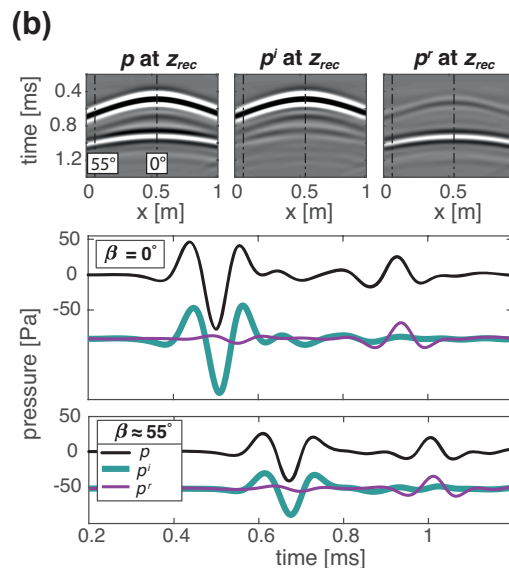 (b)
p at z_rec p^i at z_rec p^r at z_rec
time [ms]
0.4
0.8
1.2
55° 0°
0 0.5 1 0 0.5 1 0 0.5 1
x [m] x [m] x [m]
pressure [Pa]
50
0
-50
β = 0°
50
0
-50
β ≈ 55°
p
p^i
p^r
0.2 0.4 0.6 0.8 1
time [ms]